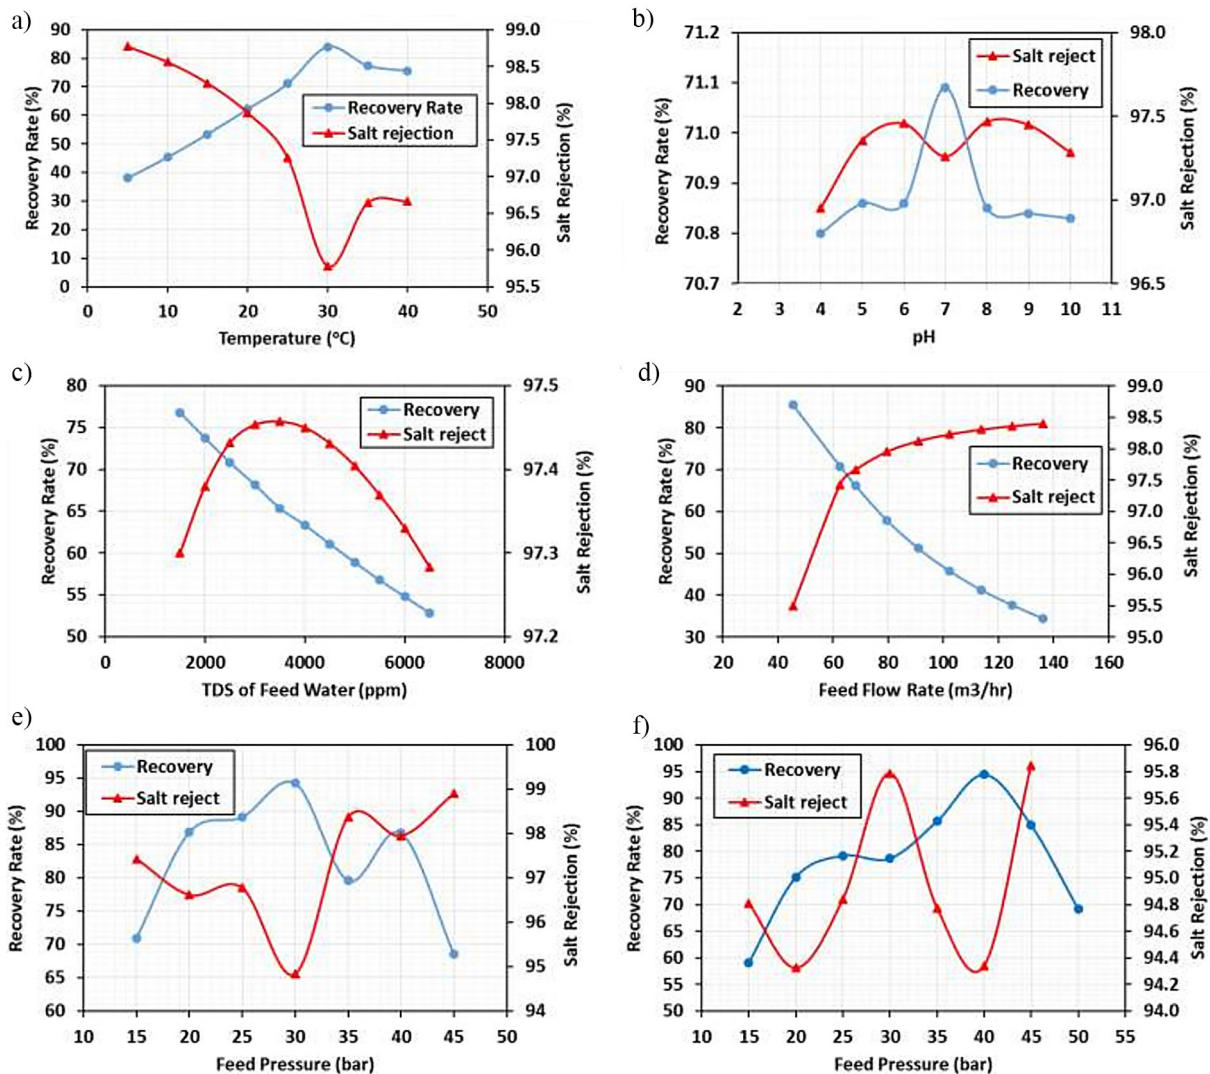 a)
90
80
70
60
50
40
30
20
10
0
Recovery Rate (%)
99.0
98.5
98.0
97.5
97.0
96.5
96.0
95.5
Salt Rejection (%)
Recovery Rate
Salt rejection
0 10 20 30 40 50
Temperature (°C)
b)
71.2
71.1
71.0
70.9
70.8
70.7
Recovery Rate (%)
98.0
97.5
97.0
96.5
Salt Rejection (%)
Salt reject
Recovery
2 3 4 5 6 7 8 9 10 11
pH
c)
80
75
70
65
60
55
50
Recovery Rate (%)
97.5
97.4
97.3
97.2
Salt Rejection (%)
Recovery
Salt reject
0 2000 4000 6000 8000
TDS of Feed Water (ppm)
d)
90
80
70
60
50
40
30
Recovery Rate (%)
99.0
98.5
98.0
97.5
97.0
96.5
96.0
95.5
95.0
Salt Rejection (%)
Recovery
Salt reject
20 40 60 80 100 120 140 160
Feed Flow Rate (m3/hr)
e)
100
95
90
85
80
75
70
65
60
Recovery Rate (%)
100
99
98
97
96
95
94
Salt Rejection (%)
Recovery
Salt reject
10 15 20 25 30 35 40 45 50
Feed Pressure (bar)
f)
100
95
90
85
80
75
70
65
60
55
50
Recovery Rate (%)
96.0
95.8
95.6
95.4
95.2
95.0
94.8
94.6
94.4
94.2
94.0
Salt Rejection (%)
Recovery
Salt reject
10 15 20 25 30 35 40 45 50 55
Feed Pressure (bar)